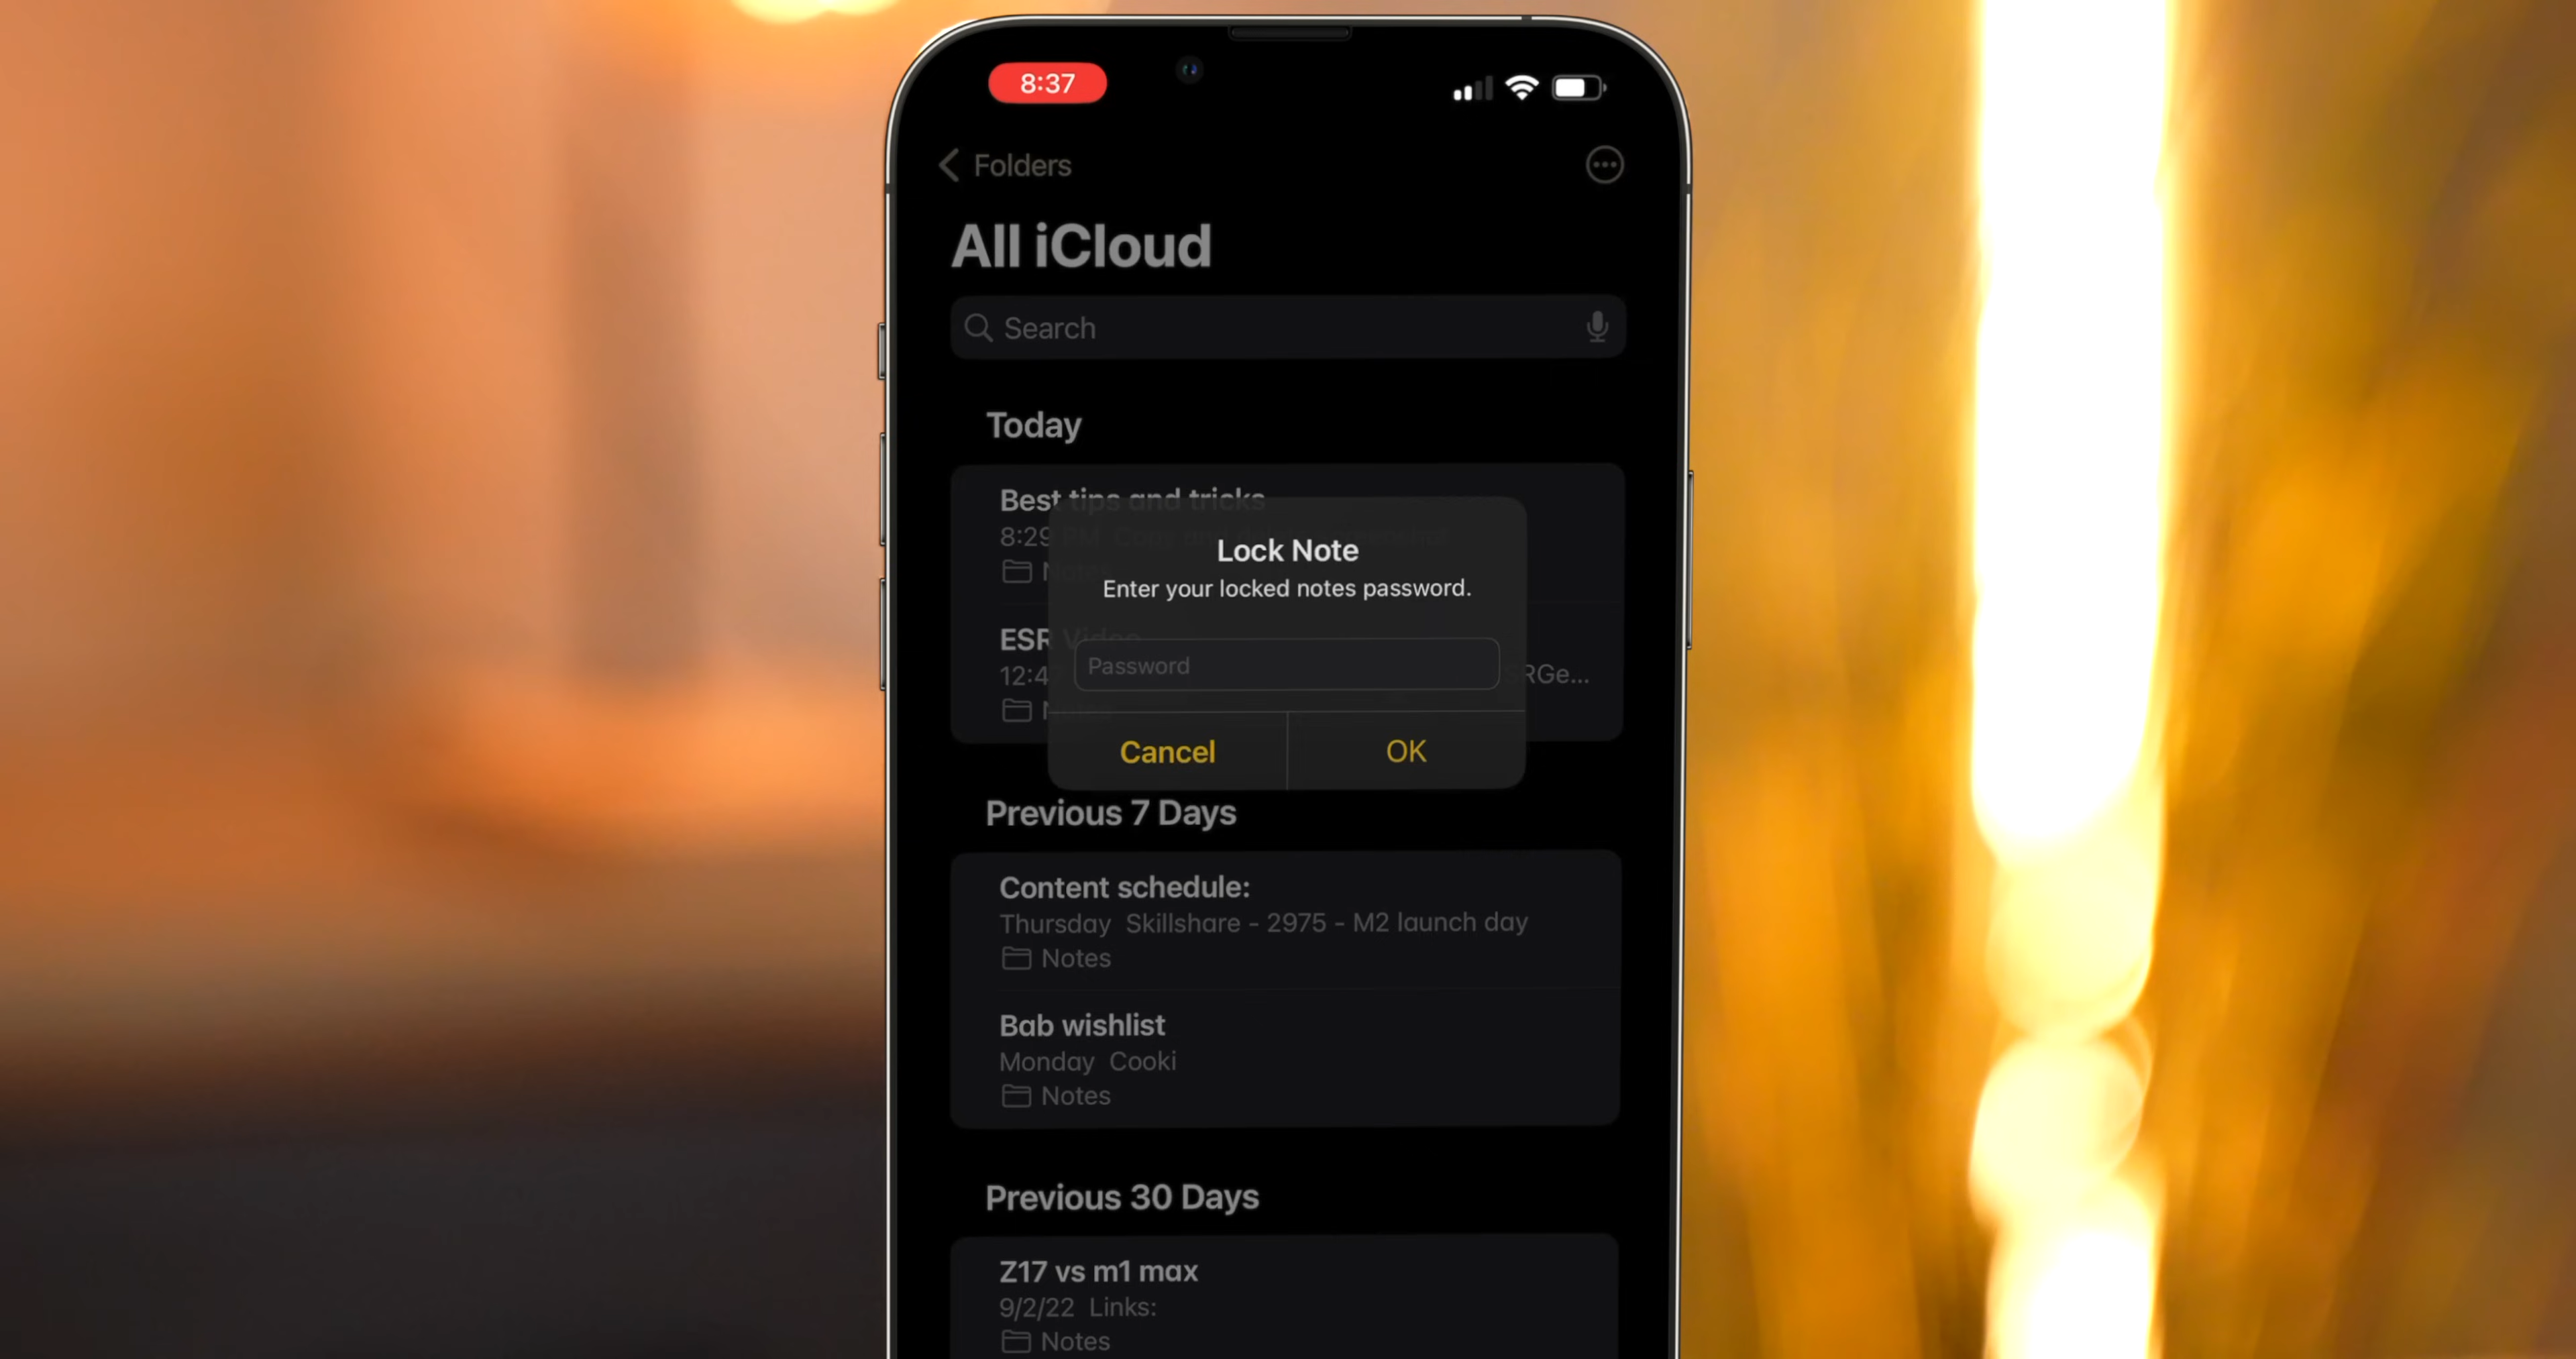 8:37
Folders
All iCloud
Search
Today
Best tips and tricks
8:29 PM
Notes
Lock Note
Enter your locked notes password.
ESR Video
Password
12:4
RGe...
Notes
Cancel
OK
Previous 7 Days
Content schedule:
Thursday Skillshare - 2975 - M2 launch day
Notes
Bab wishlist
Monday Cooki
Notes
Previous 30 Days
Z17 vs m1 max
9/2/22 Links:
Notes